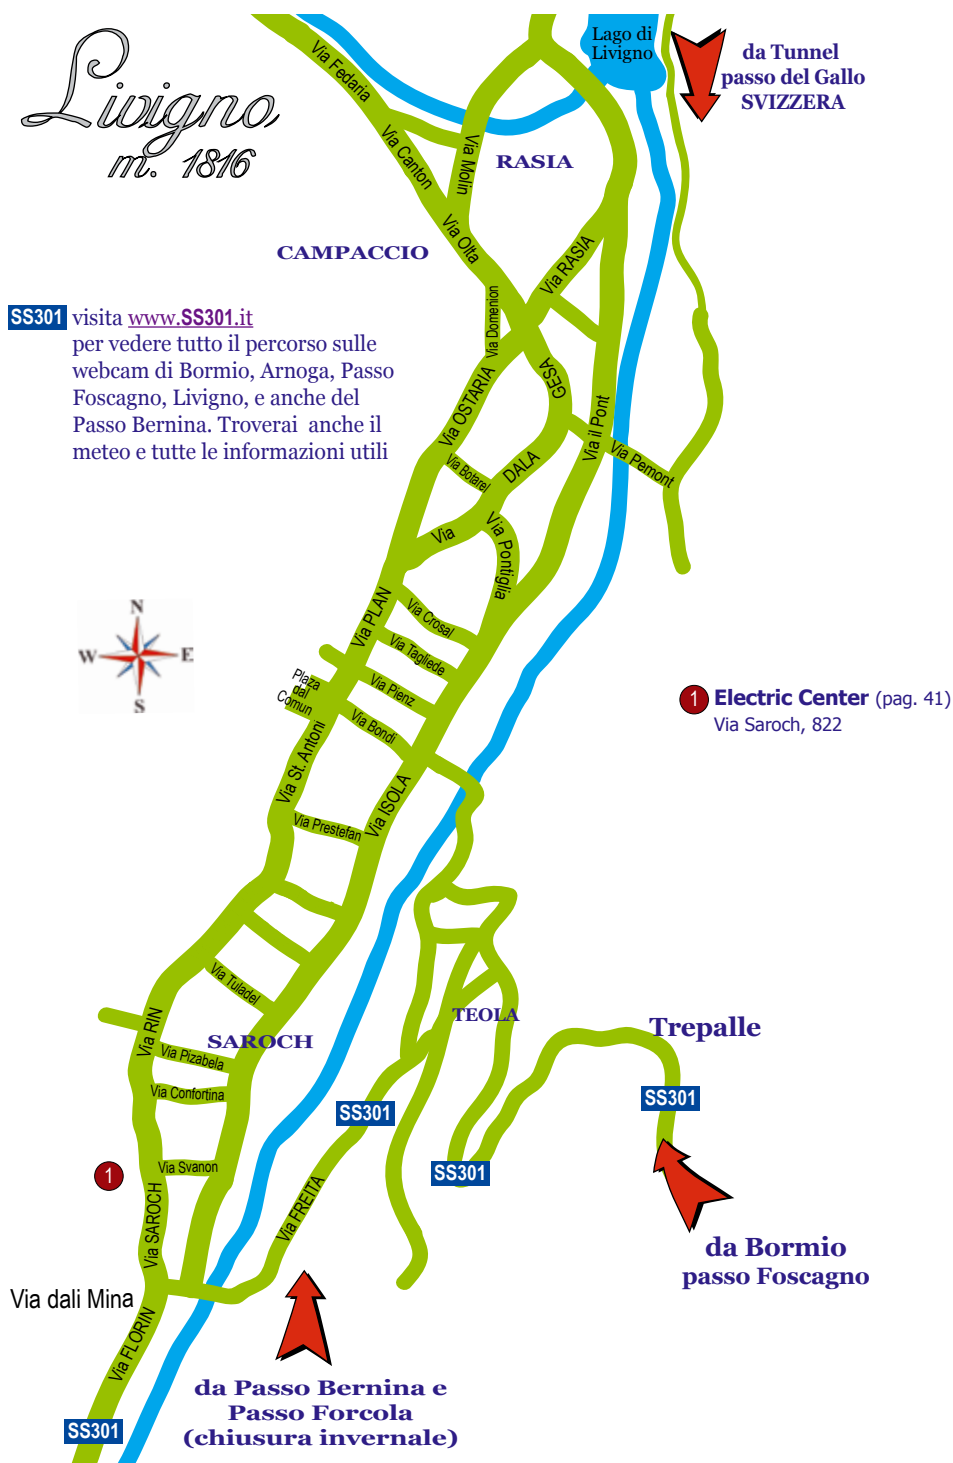 Livigno
m. 1816
Lago di
Livigno
da Tunnel
passo del Gallo
SVIZZERA
Via Fedaria
Via Canton
Via Molin
RASIA
Via Olta
CAMPACCIO
Via RASIA
Via Domenion
SS301 visita www.SS301.it
per vedere tutto il percorso sulle
webcam di Bormio, Arnoga, Passo
Foscagno, Livigno, e anche del
Passo Bernina. Troverai anche il
meteo e tutte le informazioni utili
Via OSTARIA
GESA
Via il Pont
Via Pemont
Via Botarel
DALA
Via
Via Pontiglia
N
W
E
S
Via PLAN
Via Crosal
Via Tagliede
Via Pienz
Plaza
dal
Comun
Via Bondi
1 Electric Center (pag. 41)
Via Saroch, 822
Via St. Antoni
Via ISOLA
Via Prestefan
Via Tuladel
Via RIN
SAROCH
TEOLA
Trepalle
Via Pizabela
Via Confortina
SS301
SS301
Via Svanon
1
SS301
Via SAROCH
Via FREITA
da Bormio
passo Foscagno
Via dali Mina
Via FLORIN
da Passo Bernina e
Passo Forcola
(chiusura invernale)
SS301